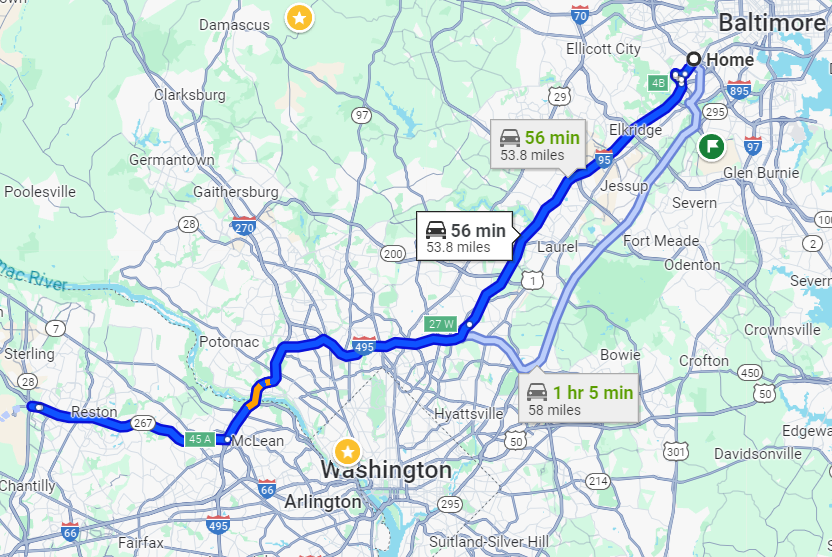 Damascus
70
Baltimore
Ellicott City
Home
4B
895
Clarksburg
29
295
97
Elkridge
56 min
53.8 miles
95
97
Germantown
Glen Burnie
Poolesville
Gaithersburg
Jessup
Severn
28
270
56 min
53.8 miles
100
Fort Meade
Laurel
200
2
Odenton
mac River
1
Severn
27 W
7
Crownsville
Potomac
495
Sterling
Bowie
Crofton
450
28
50
1 hr 5 min
58 miles
Reston
267
Hyattsville
45 A
McLean
50
Edgewa
301
Davidsonville
Washington
Chantilly
66
214
Arlington
295
495
66
Fairfax
Suitland-Silver Hill